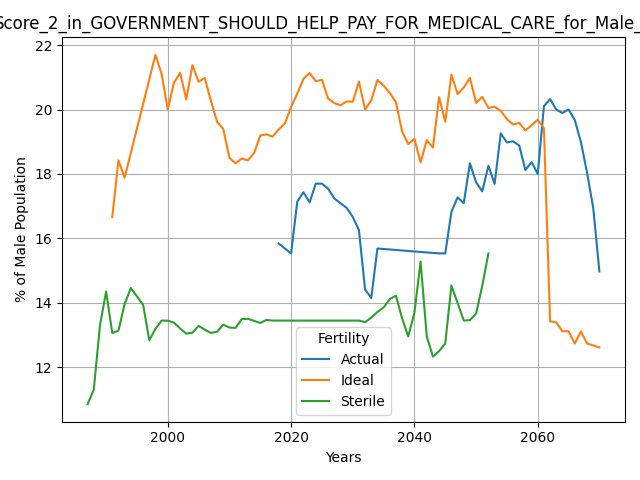 Score_2_in_GOVERNMENT_SHOULD_HELP_PAY_FOR_MEDICAL_CARE_for_Male_
% of Male Population
22
20
18
16
14
12
Fertility
Actual
Ideal
Sterile
2000 2020 2040 2060
Years